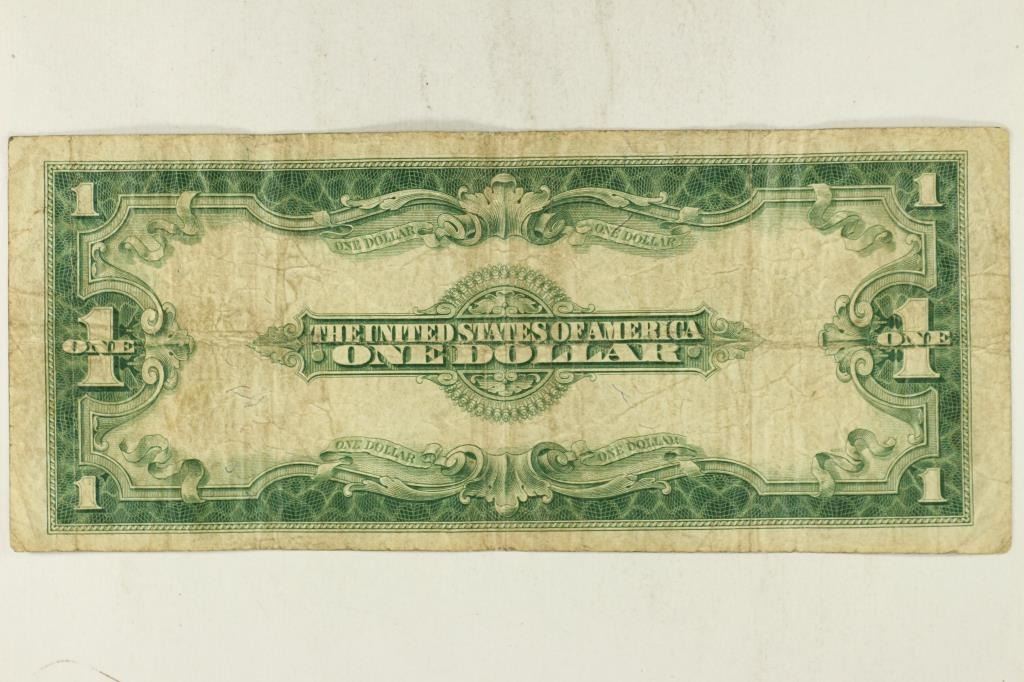 1 1
ONE DOLLAR ONE DOLLAR
THE UNITED STATES OF AMERICA
1 ONE ONE DOLLAR 1 ONE
ONE DOLLAR ONE DOLLAR
1 1